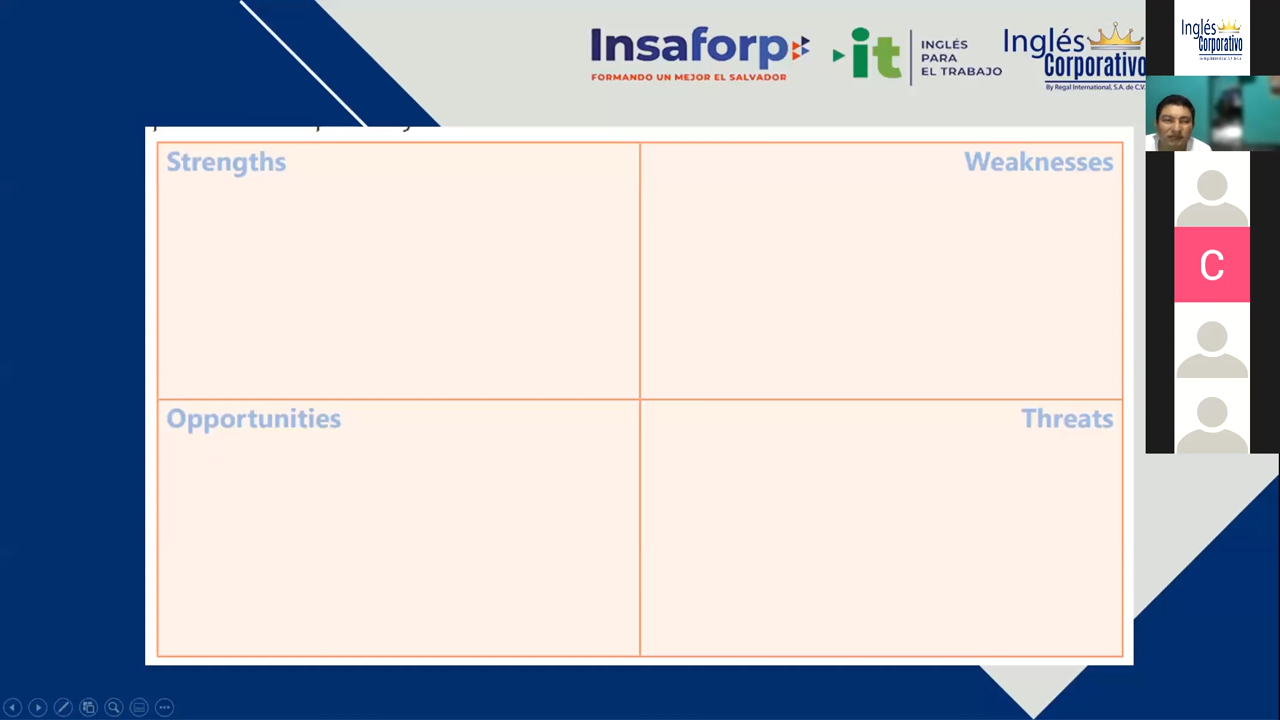 Insaforp
FORMANDO UN MEJOR EL SALVADOR
it
INGLÉS
PARA
EL TRABAJO
Inglés
Corporativo
By Regal International, S.A. de C.V.
Inglés
Corporativo
Strengths
Weaknesses
C
Opportunities
Threats